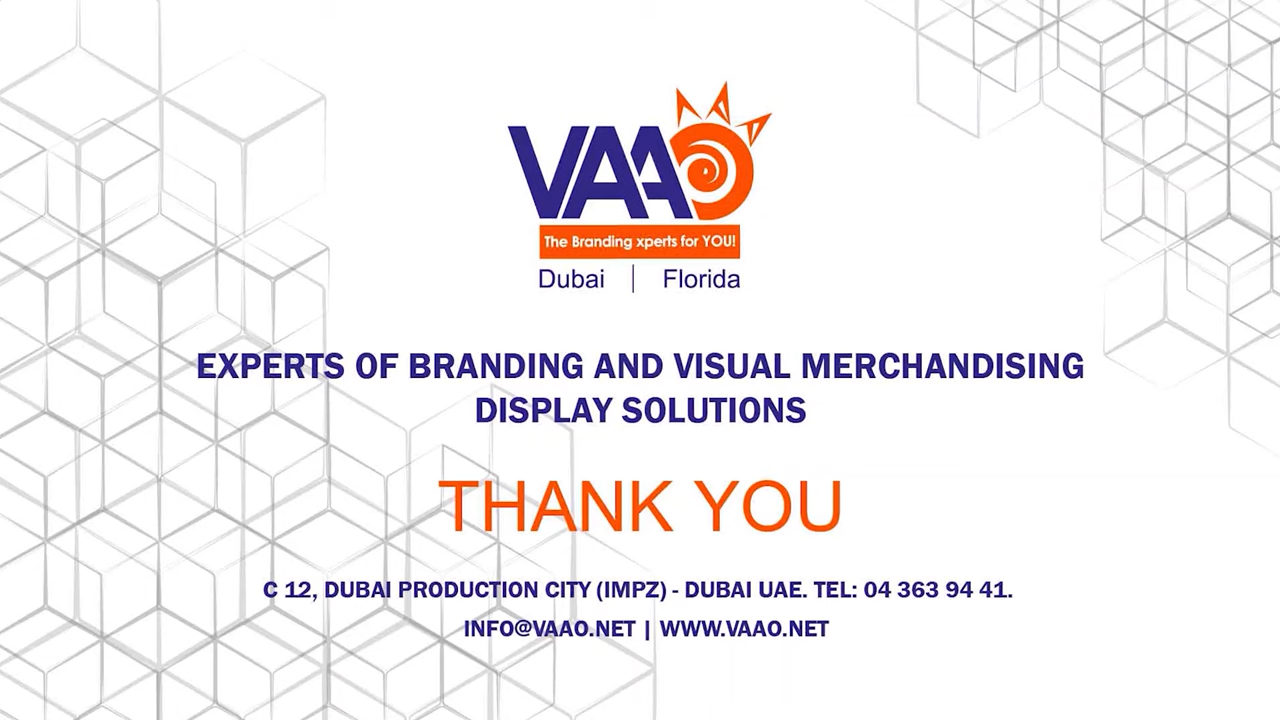 VAAO
The Branding xperts for YOU!
Dubai | Florida
EXPERTS OF BRANDING AND VISUAL MERCHANDISING
DISPLAY SOLUTIONS
THANK YOU
C 12, DUBAI PRODUCTION CITY (IMPZ) - DUBAI UAE. TEL: 04 363 94 41.
INFO@VAAO.NET | WWW.VAAO.NET